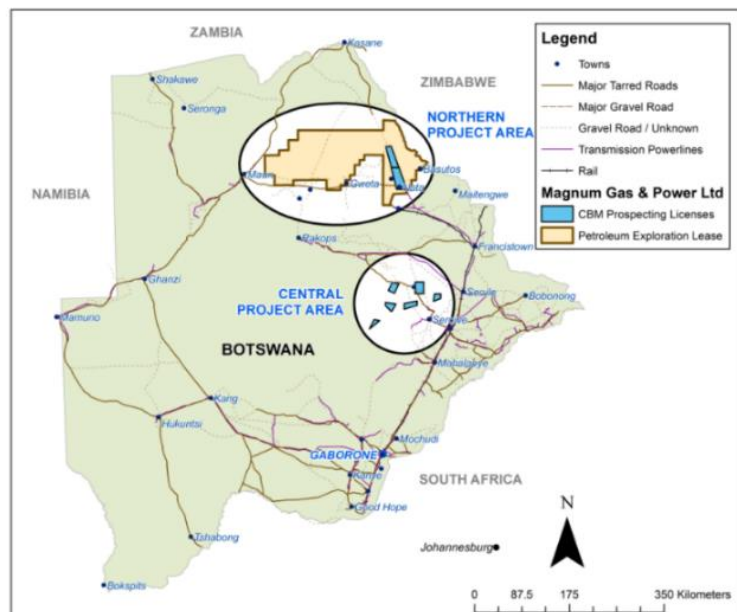 ZAMBIA
Kasane
Shakawe
Seronga
ZIMBABWE
NORTHERN
PROJECT AREA
Maun
Gweta
Nata
Basutos
Maitengwe
NAMIBIA
Rakops
Francistown
Ghanzi
CENTRAL
PROJECT AREA
Serule
Bobonong
Mamuno
Serowe
BOTSWANA
Mahalapye
Kang
Hukuntsi
Mochudi
GABORONE
Kanye
SOUTH AFRICA
Good Hope
Tshabong
Johannesburg
Bokspits
Legend
Towns
Major Tarred Roads
Major Gravel Road
Gravel Road / Unknown
Transmission Powerlines
Rail
Magnum Gas & Power Ltd
CBM Prospecting Licenses
Petroleum Exploration Lease
N
0 87.5 175 350 Kilometers